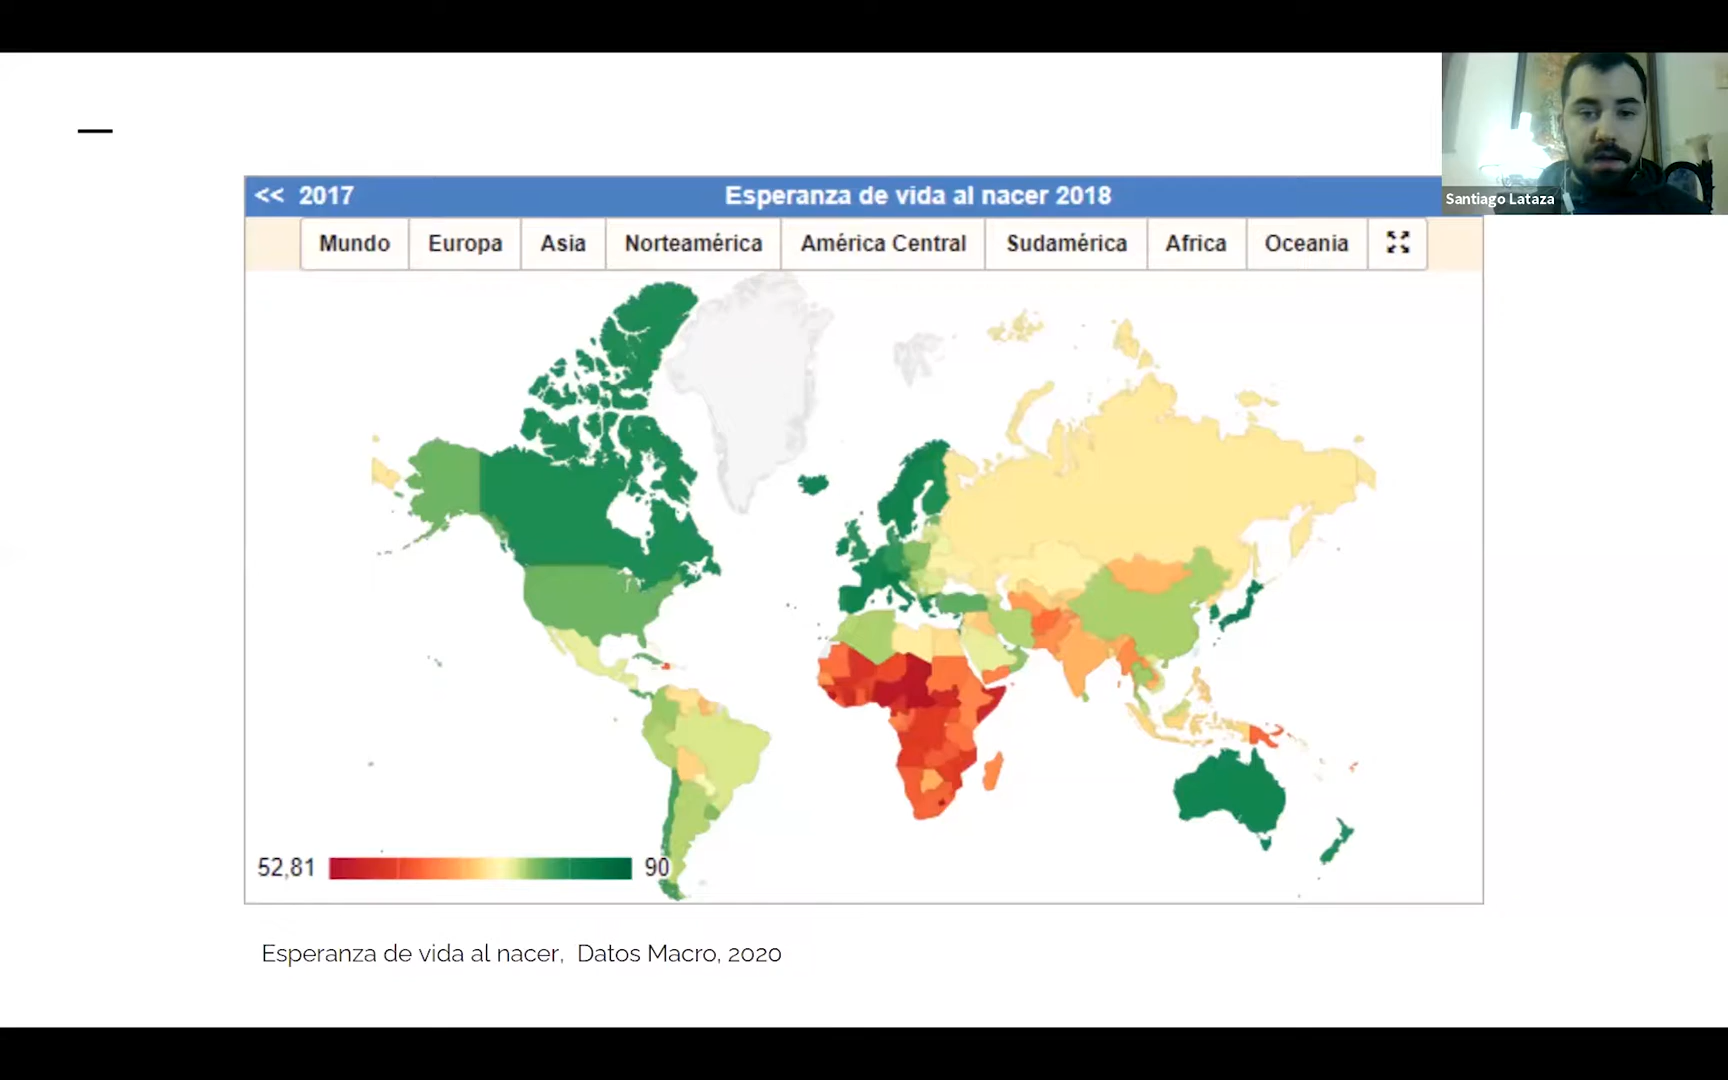 Santiago Lataza
<< 2017 Esperanza de vida al nacer 2018
Mundo Europa Asia Norteamérica América Central Sudamérica Africa Oceania
52,81 90
Esperanza de vida al nacer, Datos Macro, 2020